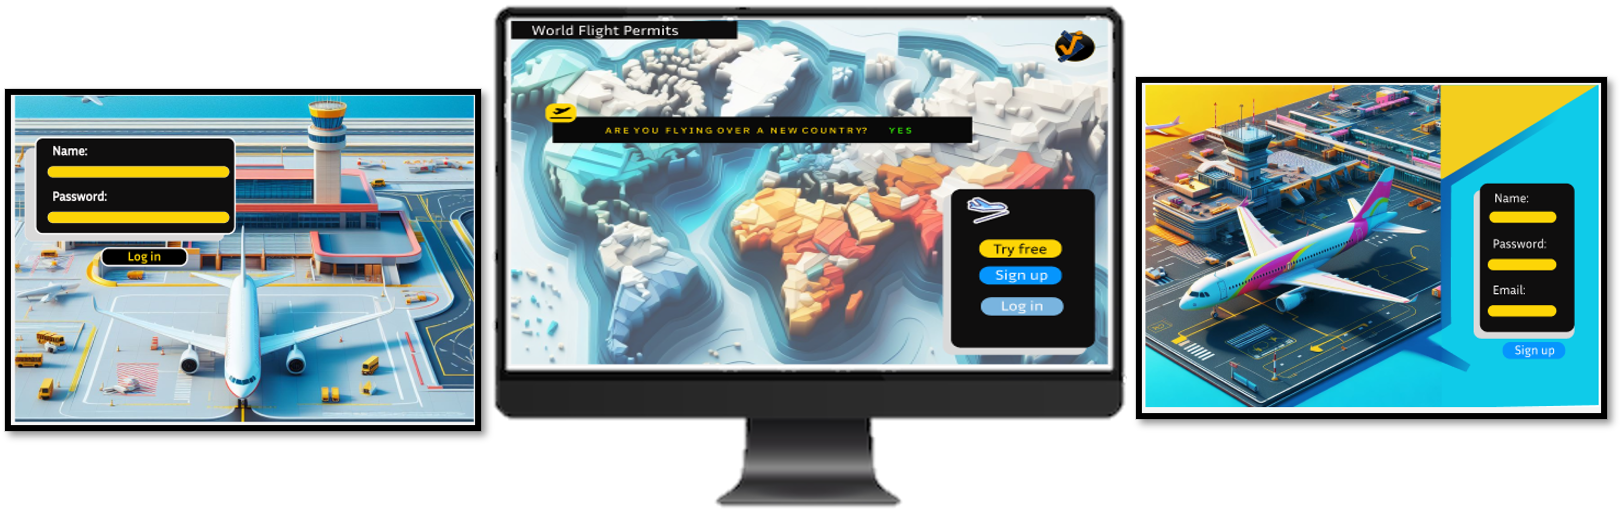 Name:
Password:
Log in
World Flight Permits
ARE YOU FLYING OVER A NEW COUNTRY? YES
Try free
Sign up
Log in
Name:
Password:
Email:
Sign up